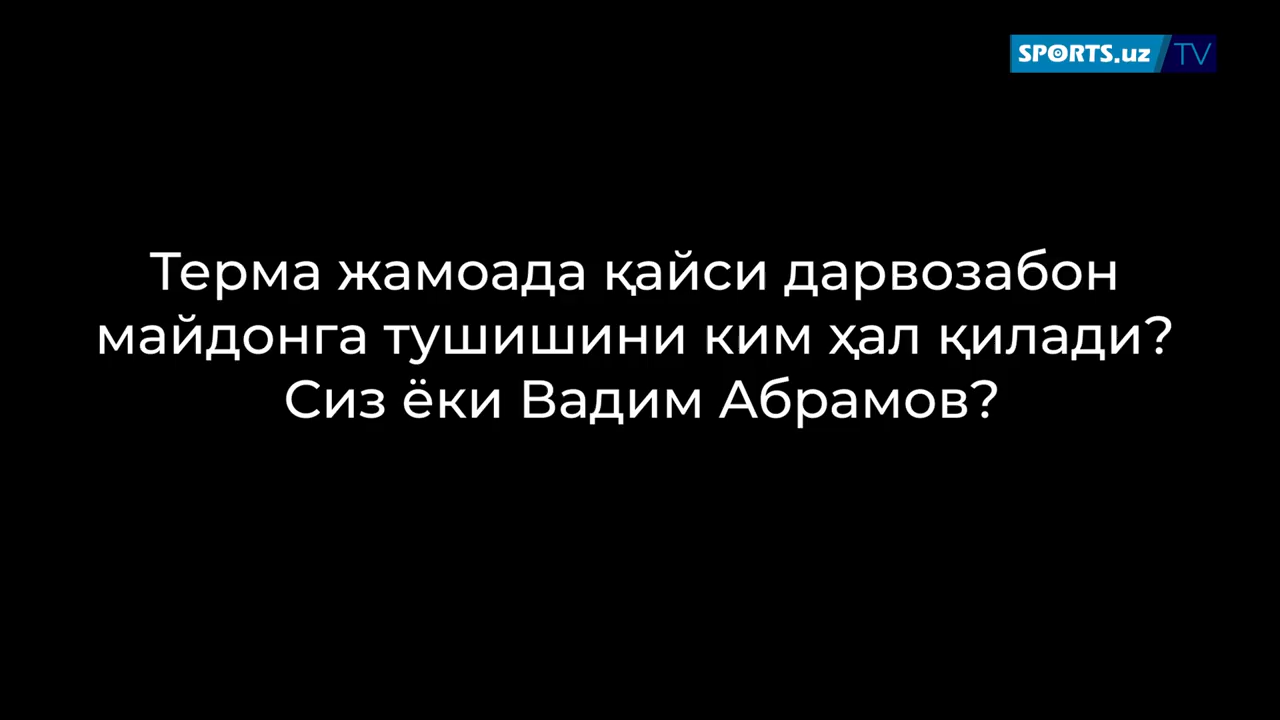 SPORTS.uz TV
Терма жамоада қайси дарвозабон
майдонга тушишини ким ҳал қилади?
Сиз ёки Вадим Абрамов?